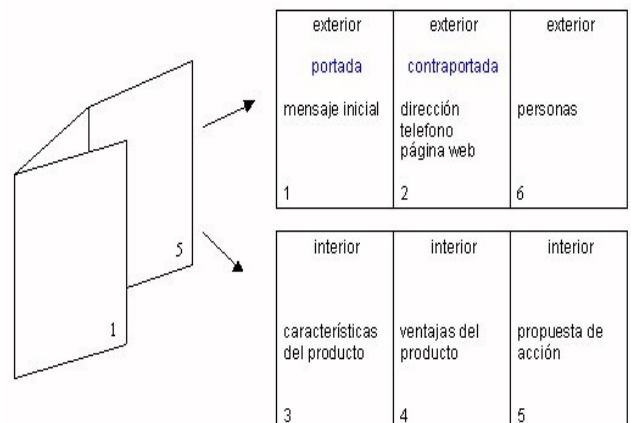 exterior
exterior
exterior
portada
contraportada
mensaje inicial
dirección
telefono
página web
personas
1
2
6
5
1
interior
interior
interior
características
del producto
ventajas del
producto
propuesta de
acción
3
4
5